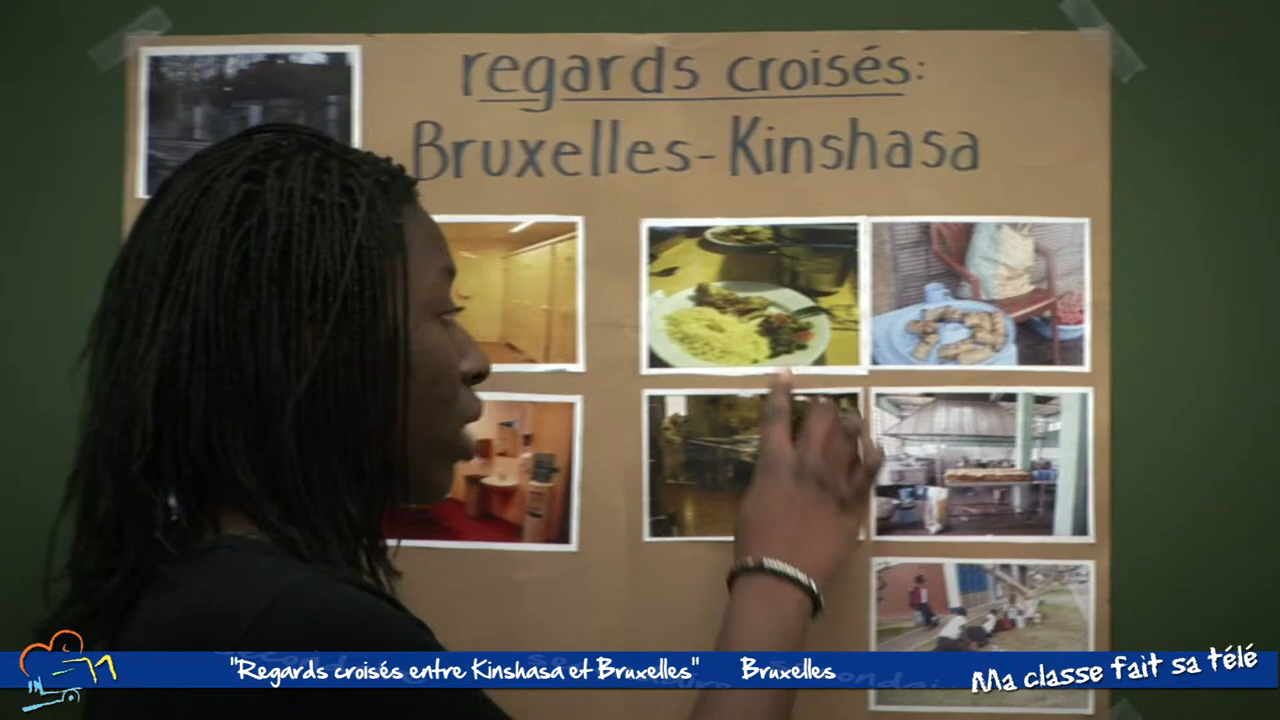 regards croisés:
Bruxelles-Kinshasa
"Regards croisés entre Kinshasa et Bruxelles" Bruxelles
Ma classe fait sa télé